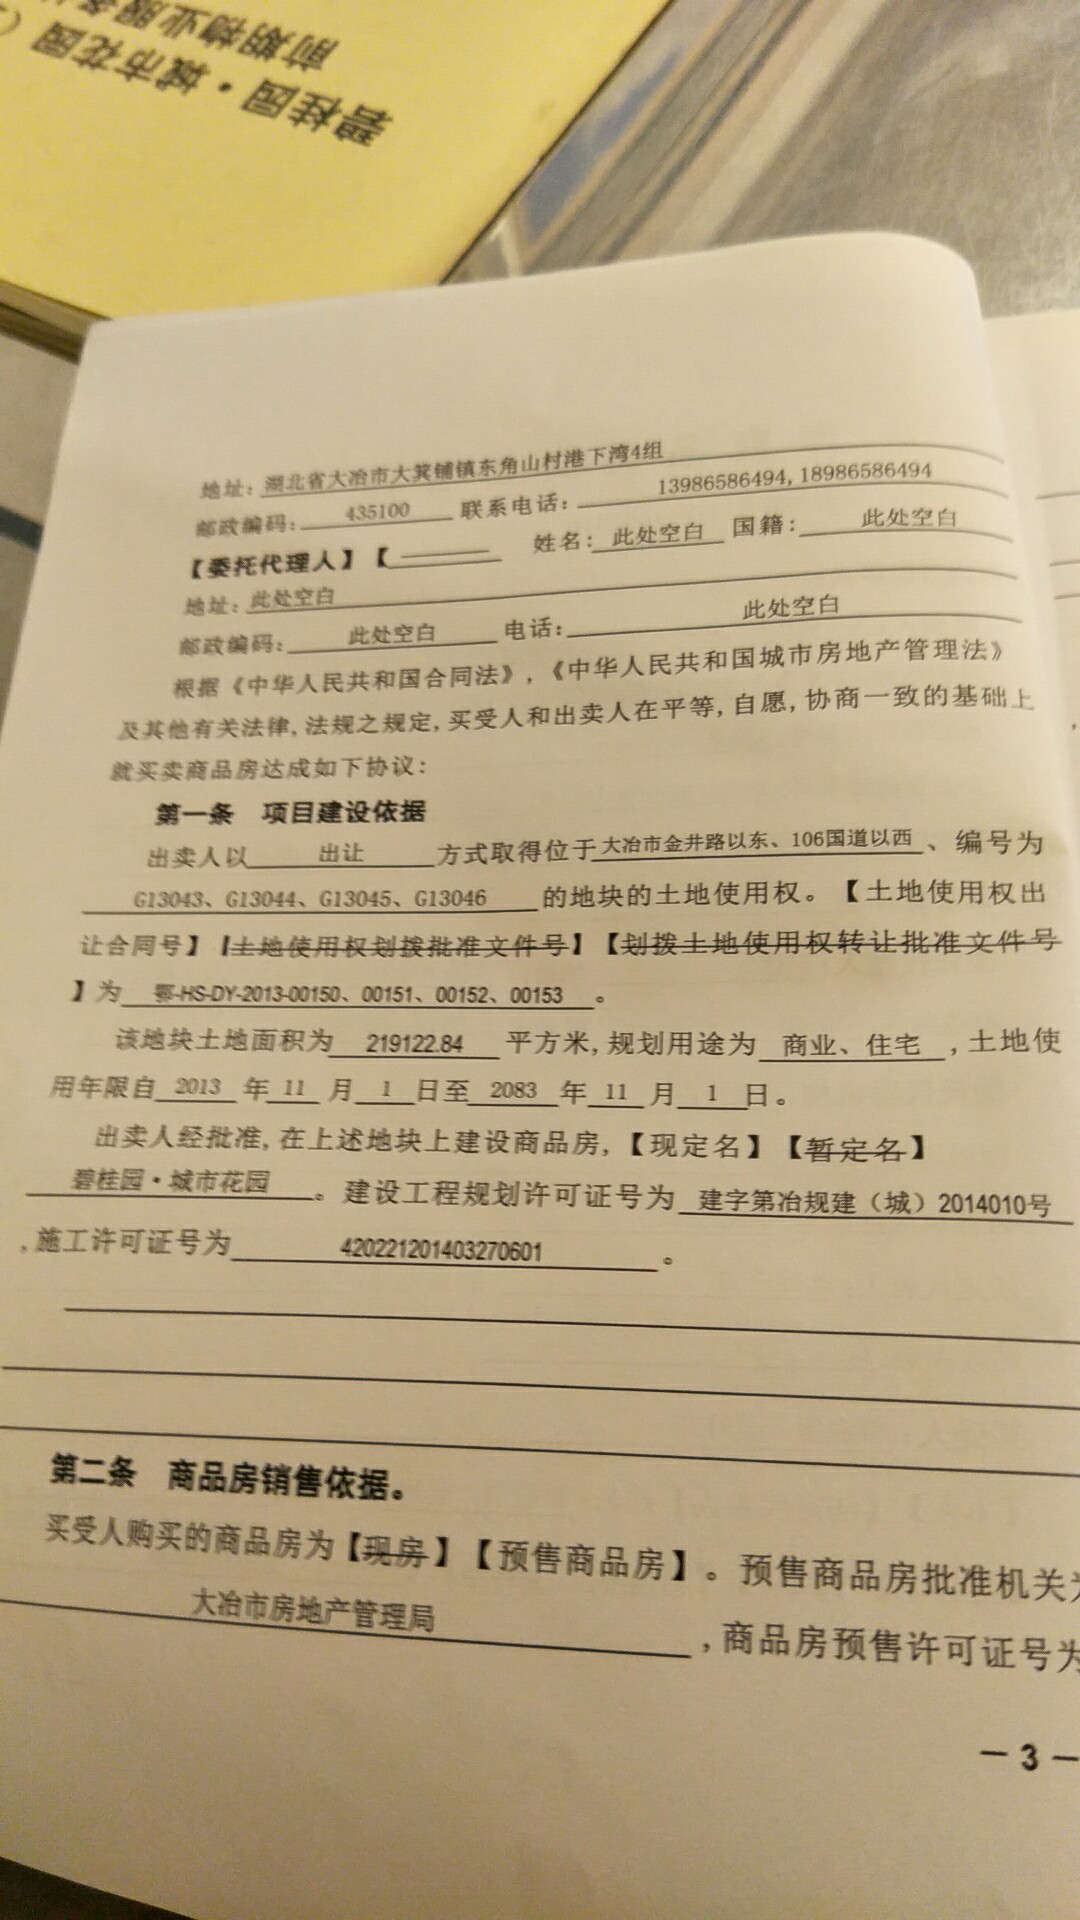 碧桂园·城市花园(
前期物业服务
地址:湖北省大冶市大箕铺镇东角山村港下湾4组
邮政编码:435100 联系电话:13986586494,18986586494
【委托代理人】【 姓名:此处空白 国籍:此处空白
地址:此处空白
邮政编码:此处空白 电话:此处空白
根据《中华人民共和国合同法》,《中华人民共和国城市房地产管理法》
及其他有关法律,法规之规定,买受人和出卖人在平等,自愿,协商一致的基础上
就买卖商品房达成如下协议:
第一条 项目建设依据
出卖人以 出让 方式取得位于大冶市金井路以东、106国道以西、编号为
G13043、G13044、G13045、G13046 的地块的土地使用权。【土地使用权出
让合同号】【土地使用权划拨批准文件号】【划拨土地使用权转让批准文件号
】为 鄂-HS-DY-2013-00150、00151、00152、00153 。
该地块土地面积为 219122.84 平方米,规划用途为 商业、住宅 ,土地使
用年限自 2013 年 11 月 1 日至 2083 年 11 月 1 日。
出卖人经批准,在上述地块上建设商品房,【现定名】【暂定名】
碧桂园·城市花园 。建设工程规划许可证号为 建字第冶规建(城)2014010号
,施工许可证号为 420221201403270601 。
第二条 商品房销售依据。
买受人购买的商品房为【现房】【预售商品房】。预售商品房批准机关为
大冶市房地产管理局 ,商品房预售许可证号为
— 3 —